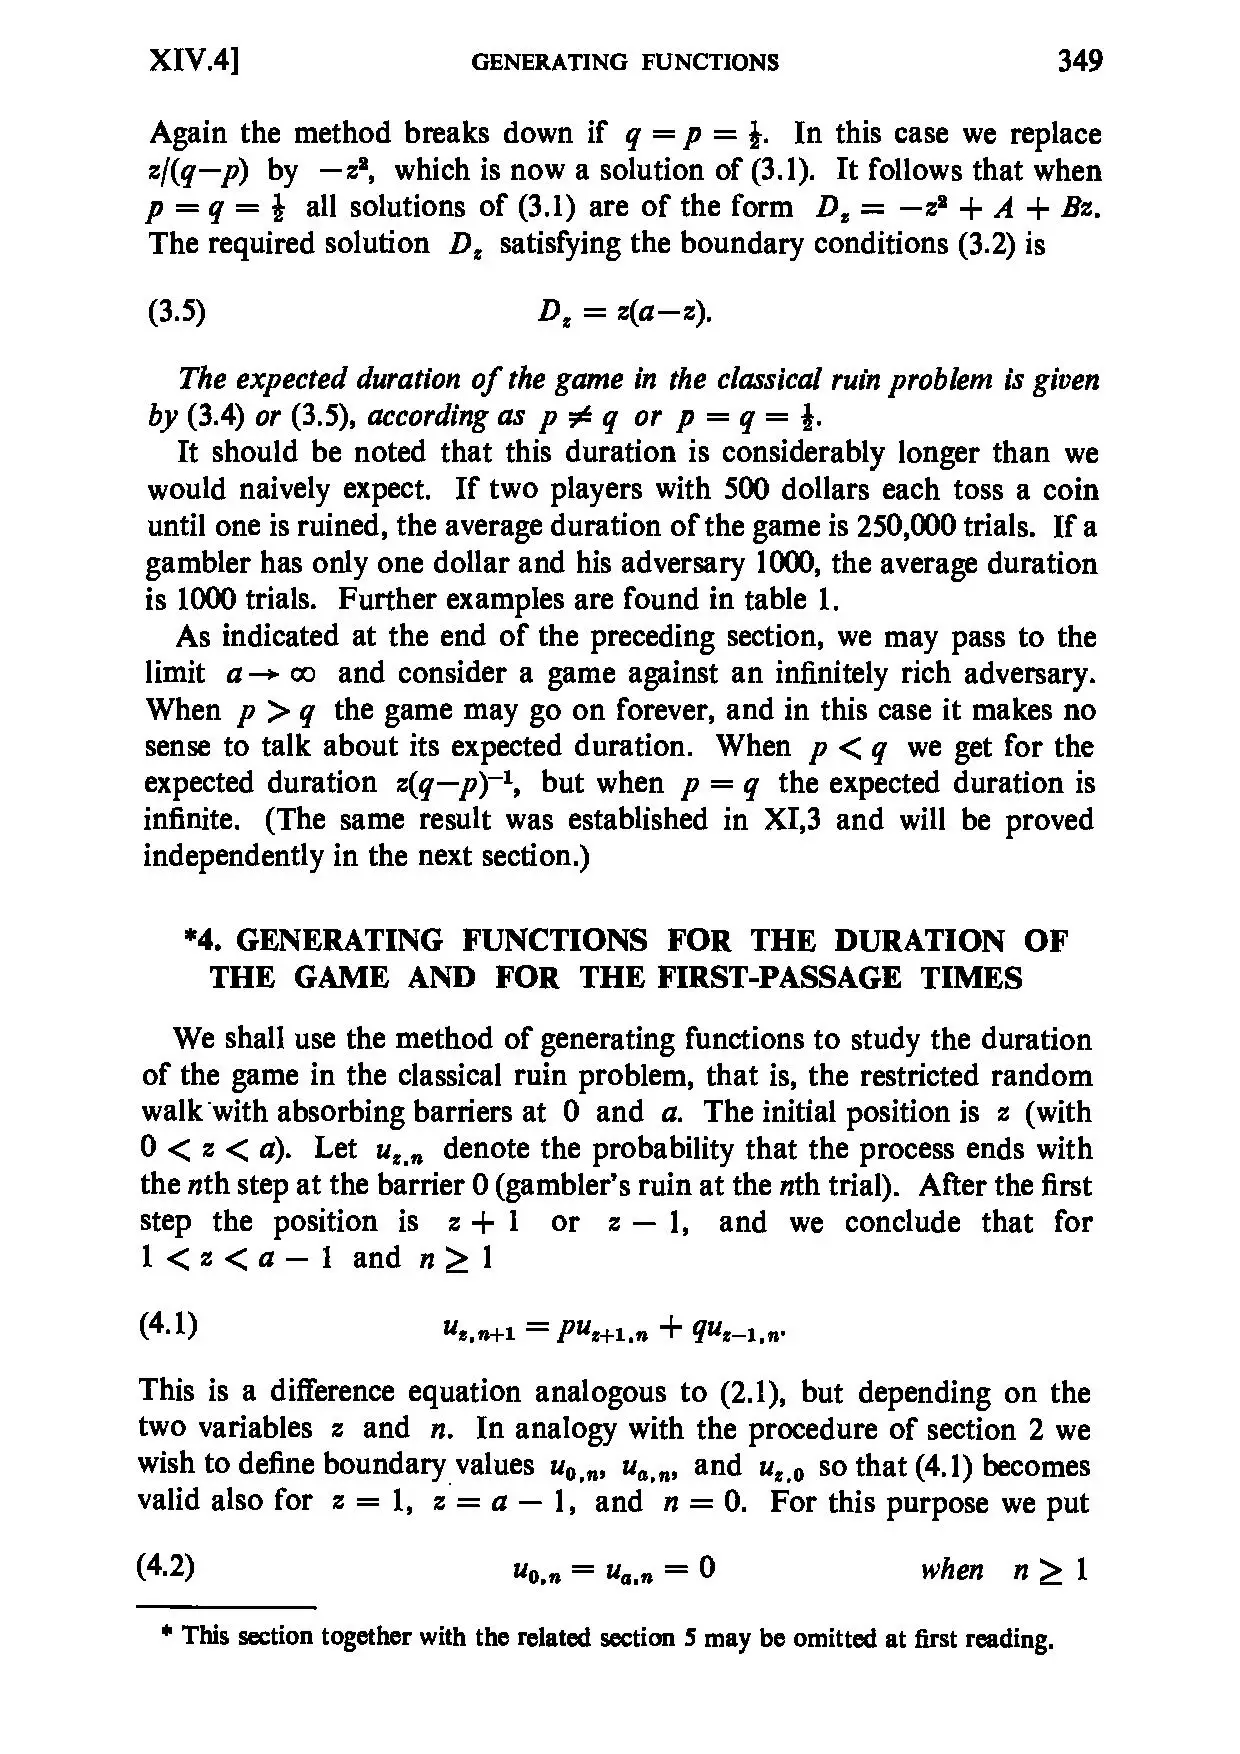 XIV.4] GENERATING FUNCTIONS 349
Again the method breaks down if q = p = ½. In this case we replace
z/(q−p) by −z², which is now a solution of (3.1). It follows that when
p = q = ½ all solutions of (3.1) are of the form D_z = −z² + A + Bz.
The required solution D_z satisfying the boundary conditions (3.2) is
(3.5) D_z = z(a−z).
The expected duration of the game in the classical ruin problem is given
by (3.4) or (3.5), according as p ≠ q or p = q = ½.
It should be noted that this duration is considerably longer than we
would naively expect. If two players with 500 dollars each toss a coin
until one is ruined, the average duration of the game is 250,000 trials. If a
gambler has only one dollar and his adversary 1000, the average duration
is 1000 trials. Further examples are found in table 1.
As indicated at the end of the preceding section, we may pass to the
limit a → ∞ and consider a game against an infinitely rich adversary.
When p > q the game may go on forever, and in this case it makes no
sense to talk about its expected duration. When p < q we get for the
expected duration z(q−p)⁻¹, but when p = q the expected duration is
infinite. (The same result was established in XI,3 and will be proved
independently in the next section.)
*4. GENERATING FUNCTIONS FOR THE DURATION OF
THE GAME AND FOR THE FIRST-PASSAGE TIMES
We shall use the method of generating functions to study the duration
of the game in the classical ruin problem, that is, the restricted random
walk with absorbing barriers at 0 and a. The initial position is z (with
0 < z < a). Let u_{z,n} denote the probability that the process ends with
the nth step at the barrier 0 (gambler's ruin at the nth trial). After the first
step the position is z + 1 or z − 1, and we conclude that for
1 < z < a − 1 and n ≥ 1
(4.1) u_{z,n+1} = pu_{z+1,n} + qu_{z−1,n}.
This is a difference equation analogous to (2.1), but depending on the
two variables z and n. In analogy with the procedure of section 2 we
wish to define boundary values u_{0,n}, u_{a,n}, and u_{z,0} so that (4.1) becomes
valid also for z = 1, z = a − 1, and n = 0. For this purpose we put
(4.2) u_{0,n} = u_{a,n} = 0 when n ≥ 1
* This section together with the related section 5 may be omitted at first reading.